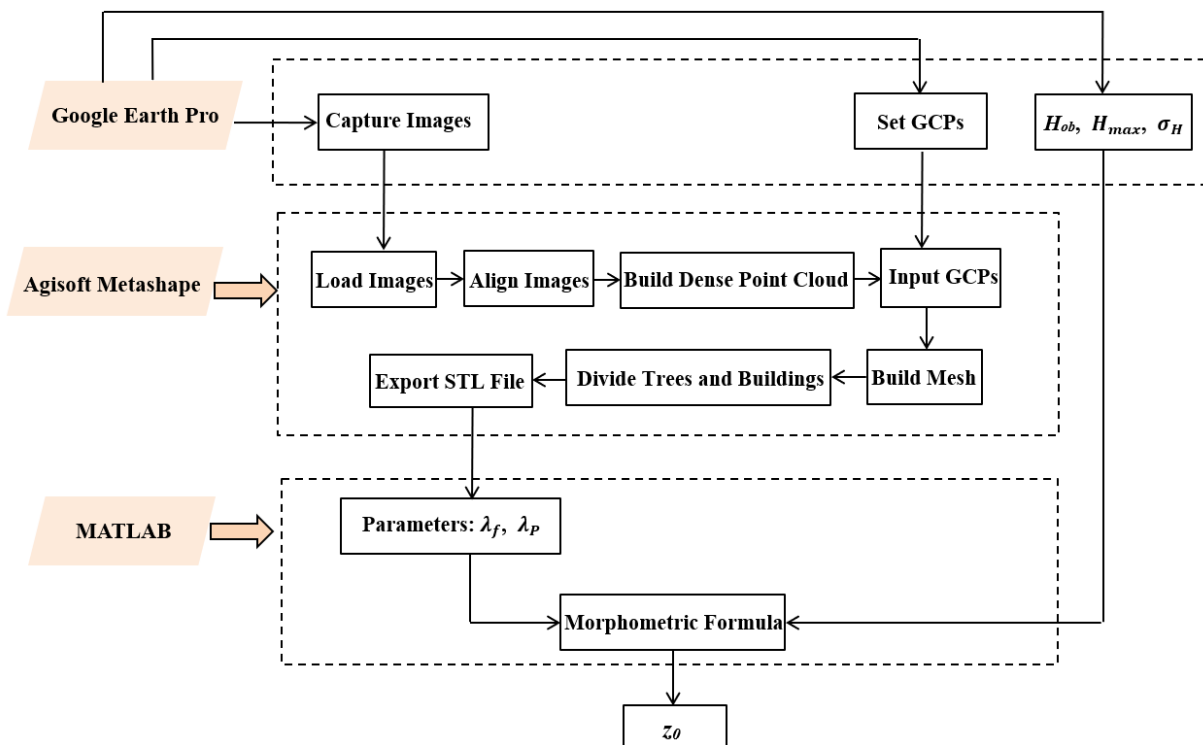 Google Earth Pro
Capture Images
Set GCPs
H_ob, H_max, σ_H
Agisoft Metashape
Load Images
Align Images
Build Dense Point Cloud
Input GCPs
Export STL File
Divide Trees and Buildings
Build Mesh
MATLAB
Parameters: λ_f, λ_P
Morphometric Formula
z_0